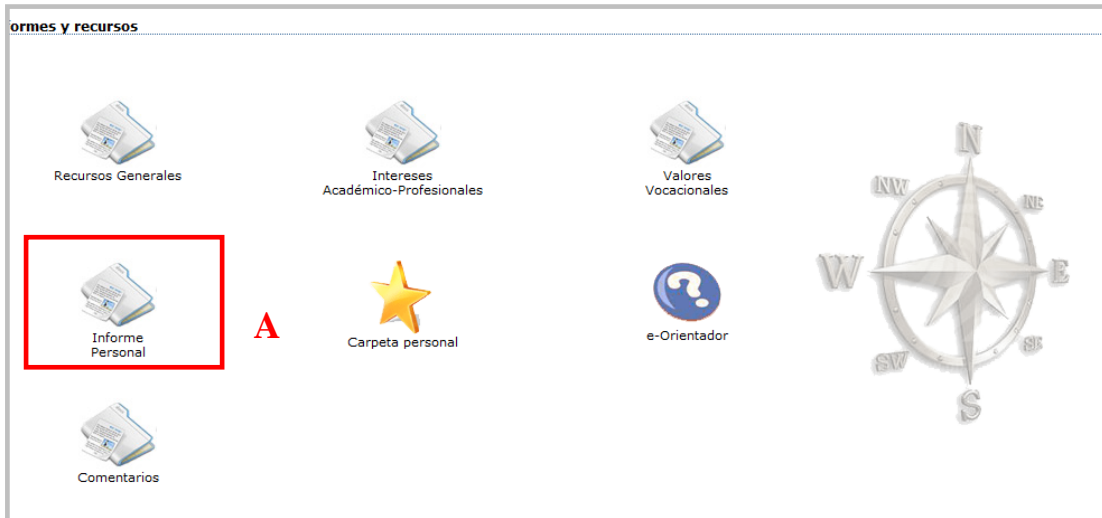 ormes y recursos
Recursos Generales
Intereses
Académico-Profesionales
Valores
Vocacionales
Informe
Personal
A
Carpeta personal
e-Orientador
Comentarios
N
NW
NE
W
E
SW
SE
S